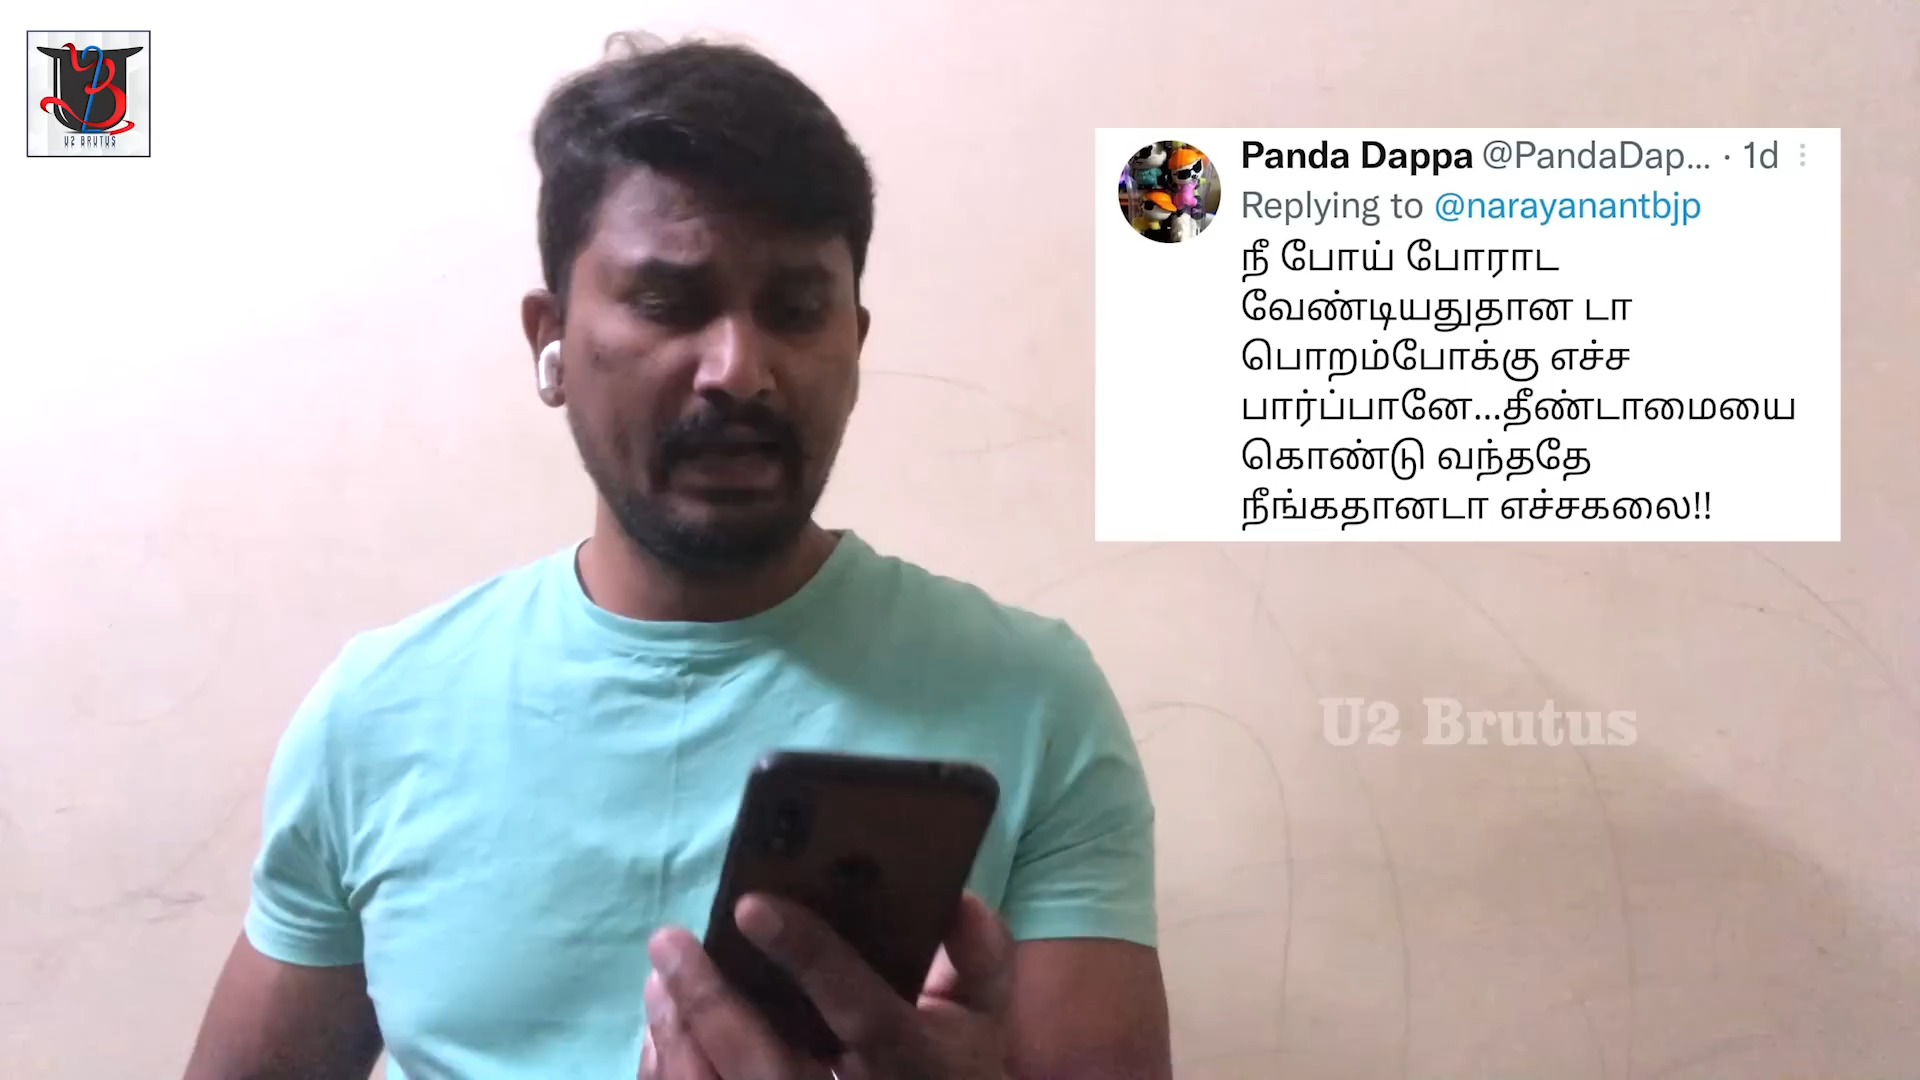 U2 BRUTUS
Panda Dappa @PandaDap... · 1d
Replying to @narayanantbjp
நீ போய் போராட
வேண்டியதுதான டா
பொறம்போக்கு எச்ச
பார்ப்பானே...தீண்டாமையை
கொண்டு வந்ததே
நீங்கதானடா எச்சகலை!!
U2 Brutus